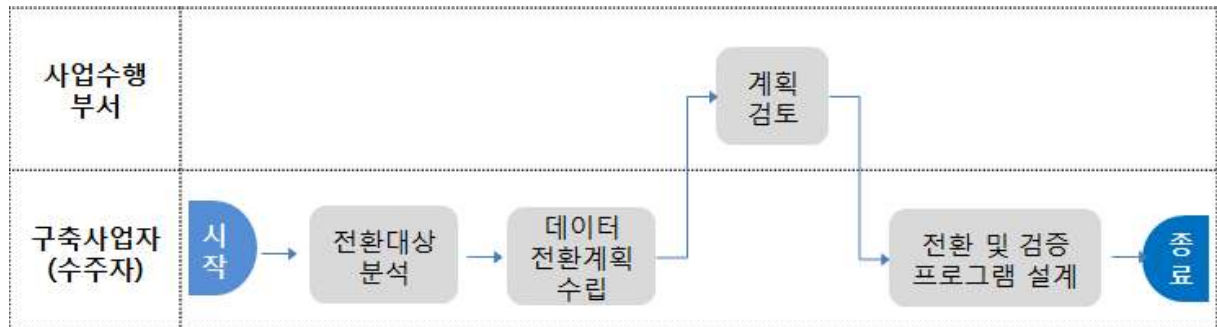 사업수행
부서
계획
검토
구축사업자
(수주자)
시
작
전환대상
분석
데이터
전환계획
수립
전환 및 검증
프로그램 설계
종
료